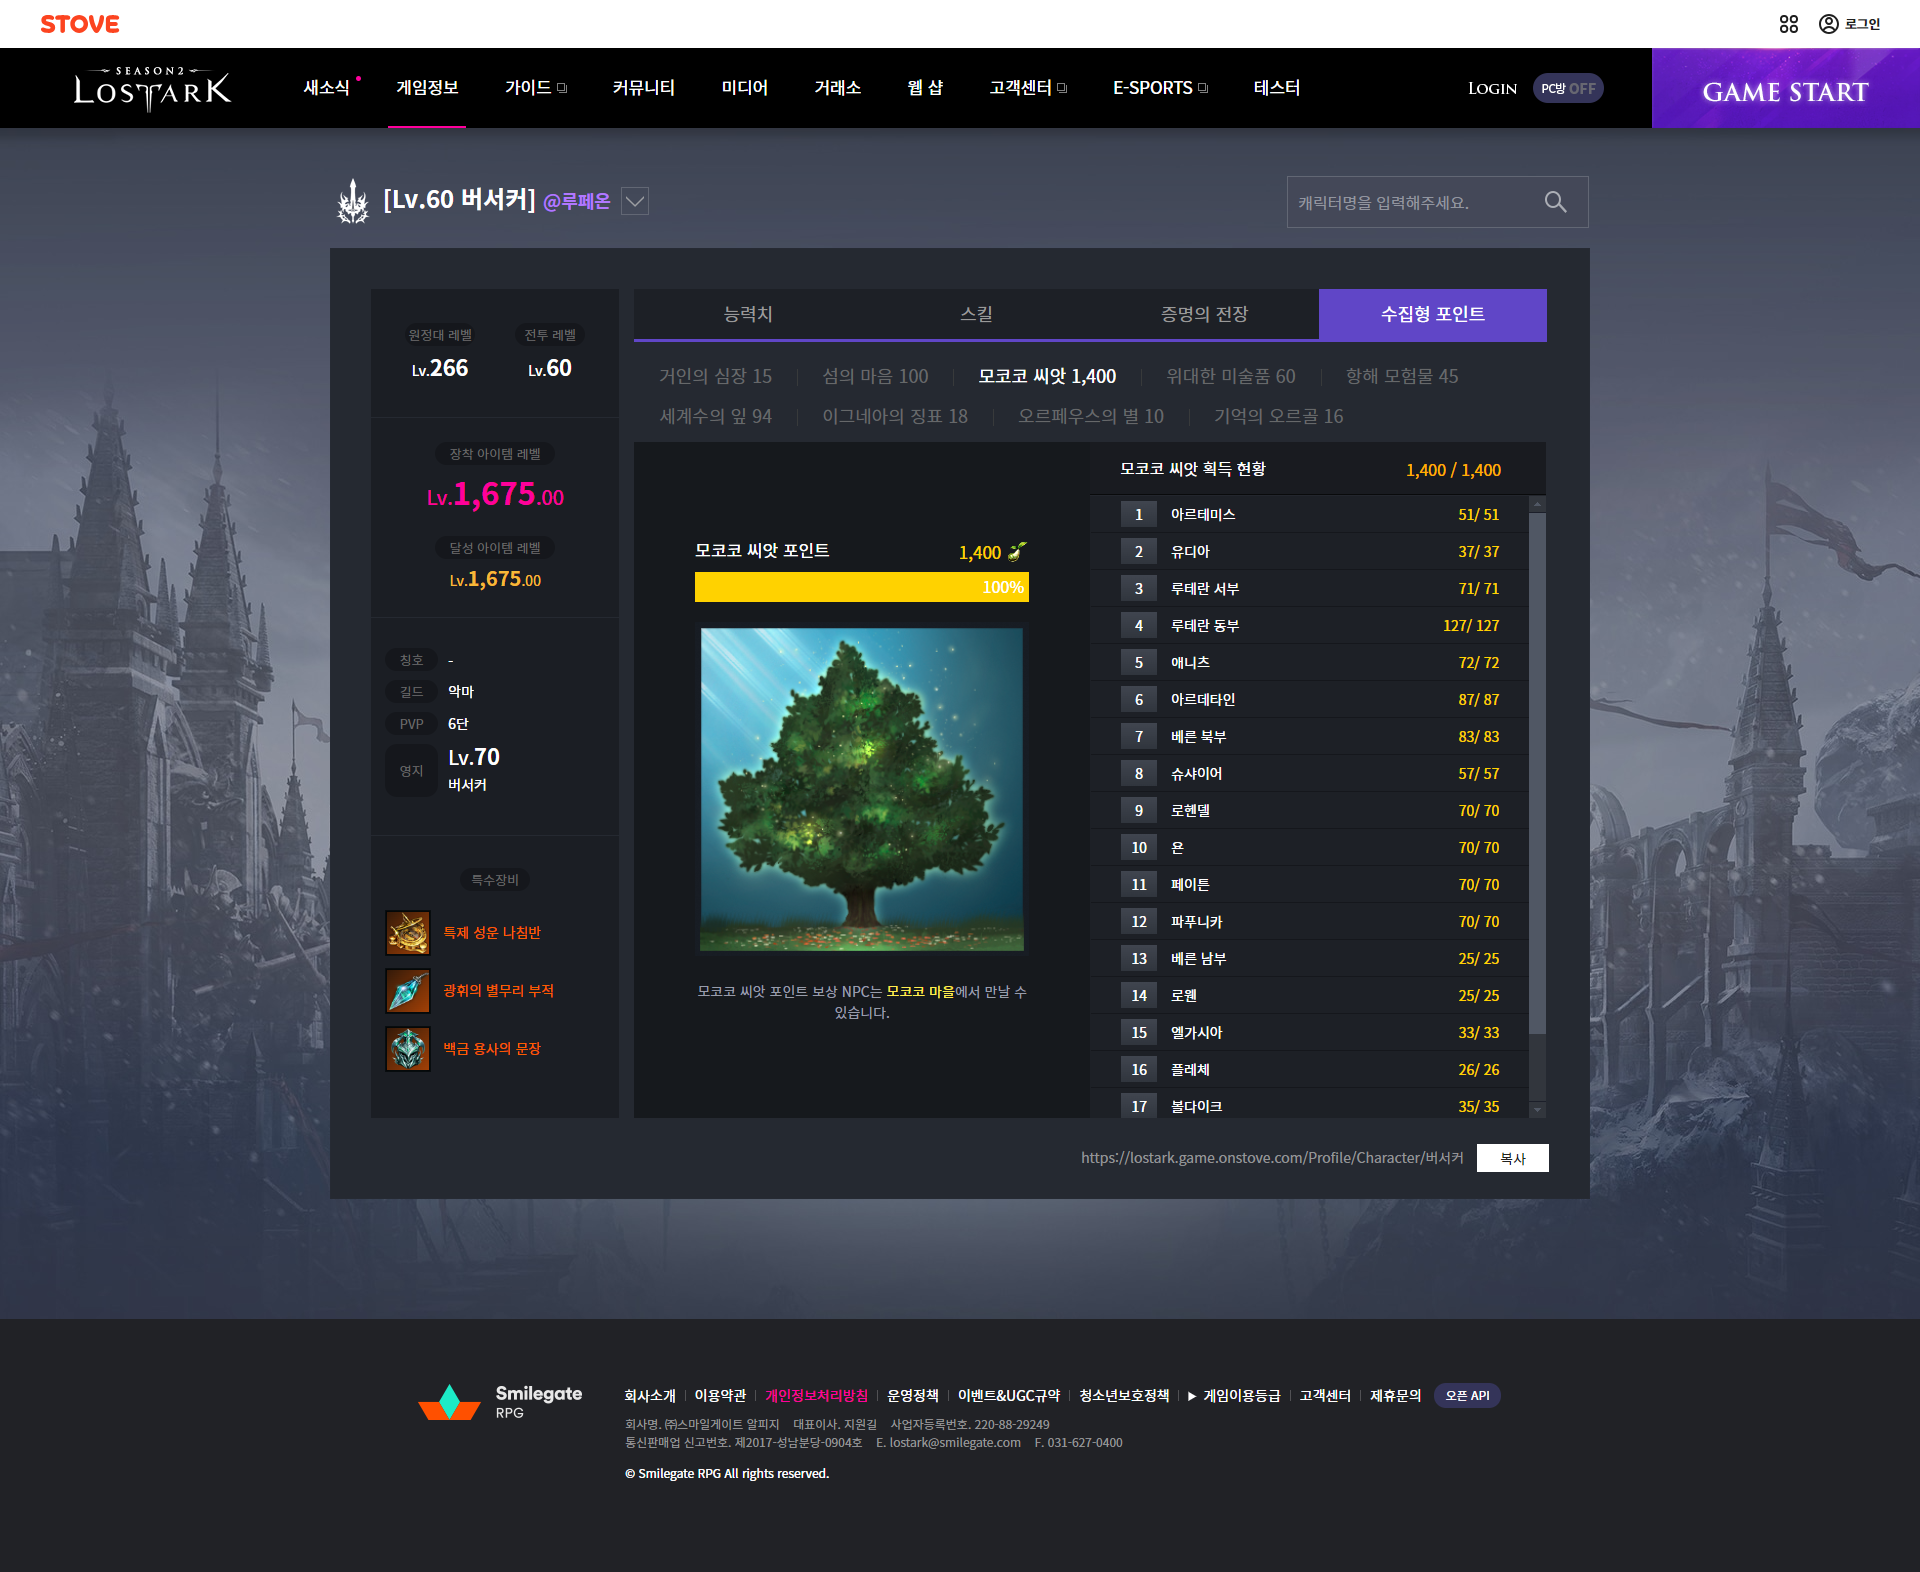 STOVE
로그인
SEASON2
LOSTARK
새소식
게임정보
가이드
커뮤니티
미디어
거래소
웹 샵
고객센터
E-SPORTS
테스터
LOGIN
PC방 OFF
GAME START
[Lv.60 버서커] @루페온
캐릭터명을 입력해주세요.
원정대 레벨
Lv.266
전투 레벨
Lv.60
장착 아이템 레벨
Lv.1,675.00
달성 아이템 레벨
Lv.1,675.00
칭호 -
길드 악마
PVP 6단
영지 Lv.70
버서커
특수장비
특제 성운 나침반
광휘의 별무리 부적
백금 용사의 문장
능력치
스킬
증명의 전장
수집형 포인트
거인의 심장 15
섬의 마음 100
모코코 씨앗 1,400
위대한 미술품 60
항해 모험물 45
세계수의 잎 94
이그네아의 징표 18
오르페우스의 별 10
기억의 오르골 16
모코코 씨앗 포인트 1,400
100%
모코코 씨앗 포인트 보상 NPC는 모코코 마을에서 만날 수
있습니다.
모코코 씨앗 획득 현황 1,400 / 1,400
1 아르테미스 51/ 51
2 유디아 37/ 37
3 루테란 서부 71/ 71
4 루테란 동부 127/ 127
5 애니츠 72/ 72
6 아르데타인 87/ 87
7 베른 북부 83/ 83
8 슈샤이어 57/ 57
9 로헨델 70/ 70
10 욘 70/ 70
11 페이튼 70/ 70
12 파푸니카 70/ 70
13 베른 남부 25/ 25
14 로웬 25/ 25
15 엘가시아 33/ 33
16 플레체 26/ 26
17 볼다이크 35/ 35
https://lostark.game.onstove.com/Profile/Character/버서커
복사
Smilegate
RPG
회사소개
이용약관
개인정보처리방침
운영정책
이벤트&UGC규약
청소년보호정책
▶ 게임이용등급
고객센터
제휴문의
오픈 API
회사명. ㈜스마일게이트 알피지 대표이사. 지원길 사업자등록번호. 220-88-29249
통신판매업 신고번호. 제2017-성남분당-0904호 E. lostark@smilegate.com F. 031-627-0400
© Smilegate RPG All rights reserved.